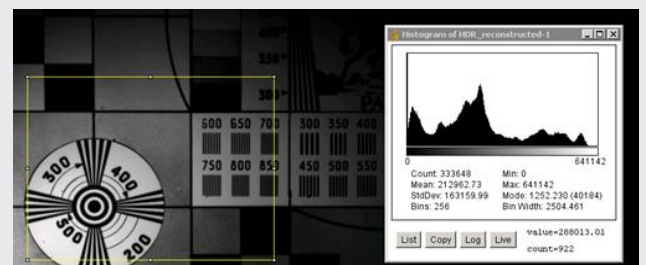 300
600 650 700 300 350 400
750 800 850 450 500 550
300 400
500 200
Histogram of HDR_reconstructed-1
0 641142
Count: 333648 Min: 0
Mean: 212962.73 Max: 641142
StdDev: 163159.99 Mode: 1252.230 (40184)
Bins: 256 Bin Width: 2504.461
List Copy Log Live value=288013.01
count=922